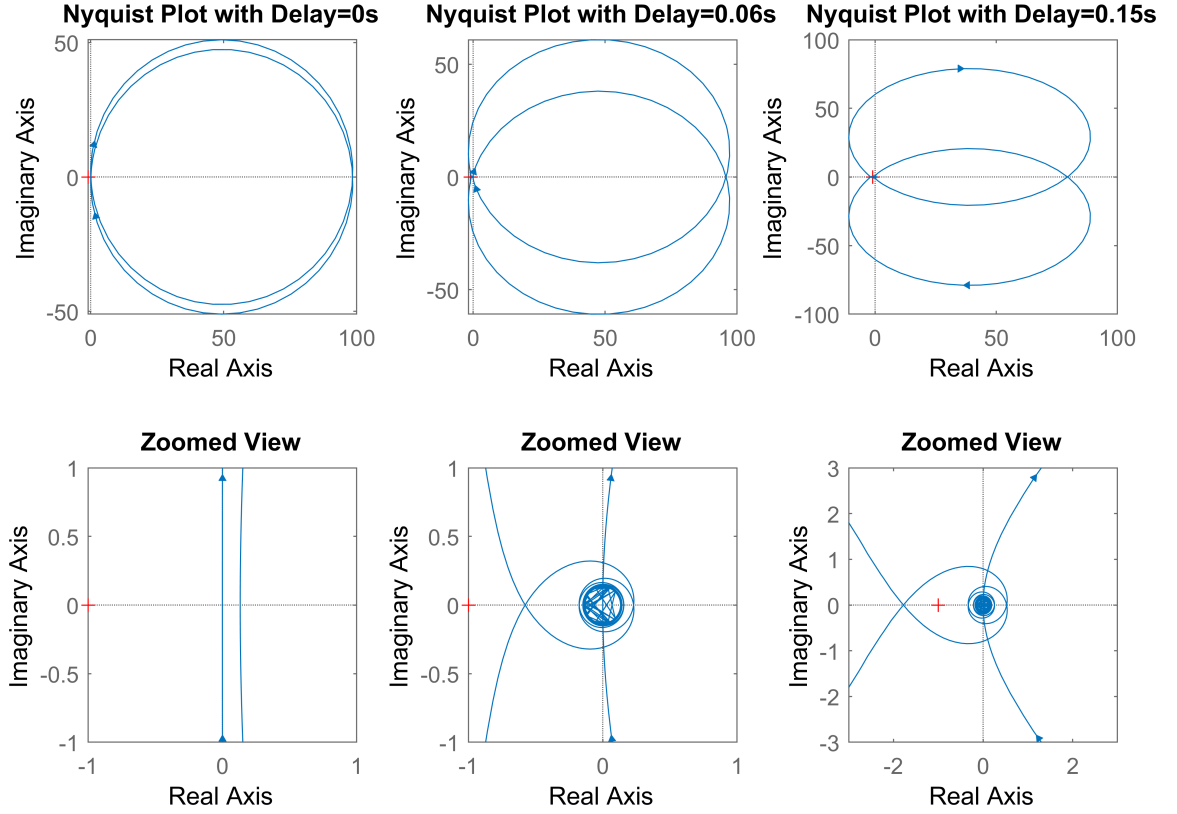 Nyquist Plot with Delay=0s
Nyquist Plot with Delay=0.06s
Nyquist Plot with Delay=0.15s
Imaginary Axis
50
0
-50
0
50
100
Real Axis
Imaginary Axis
50
0
-50
0
50
100
Real Axis
Imaginary Axis
100
50
0
-50
-100
0
50
100
Real Axis
Zoomed View
Zoomed View
Zoomed View
Imaginary Axis
1
0.5
0
-0.5
-1
-1
0
1
Real Axis
Imaginary Axis
1
0.5
0
-0.5
-1
-1
0
1
Real Axis
Imaginary Axis
3
2
1
0
-1
-2
-3
-2
0
2
Real Axis